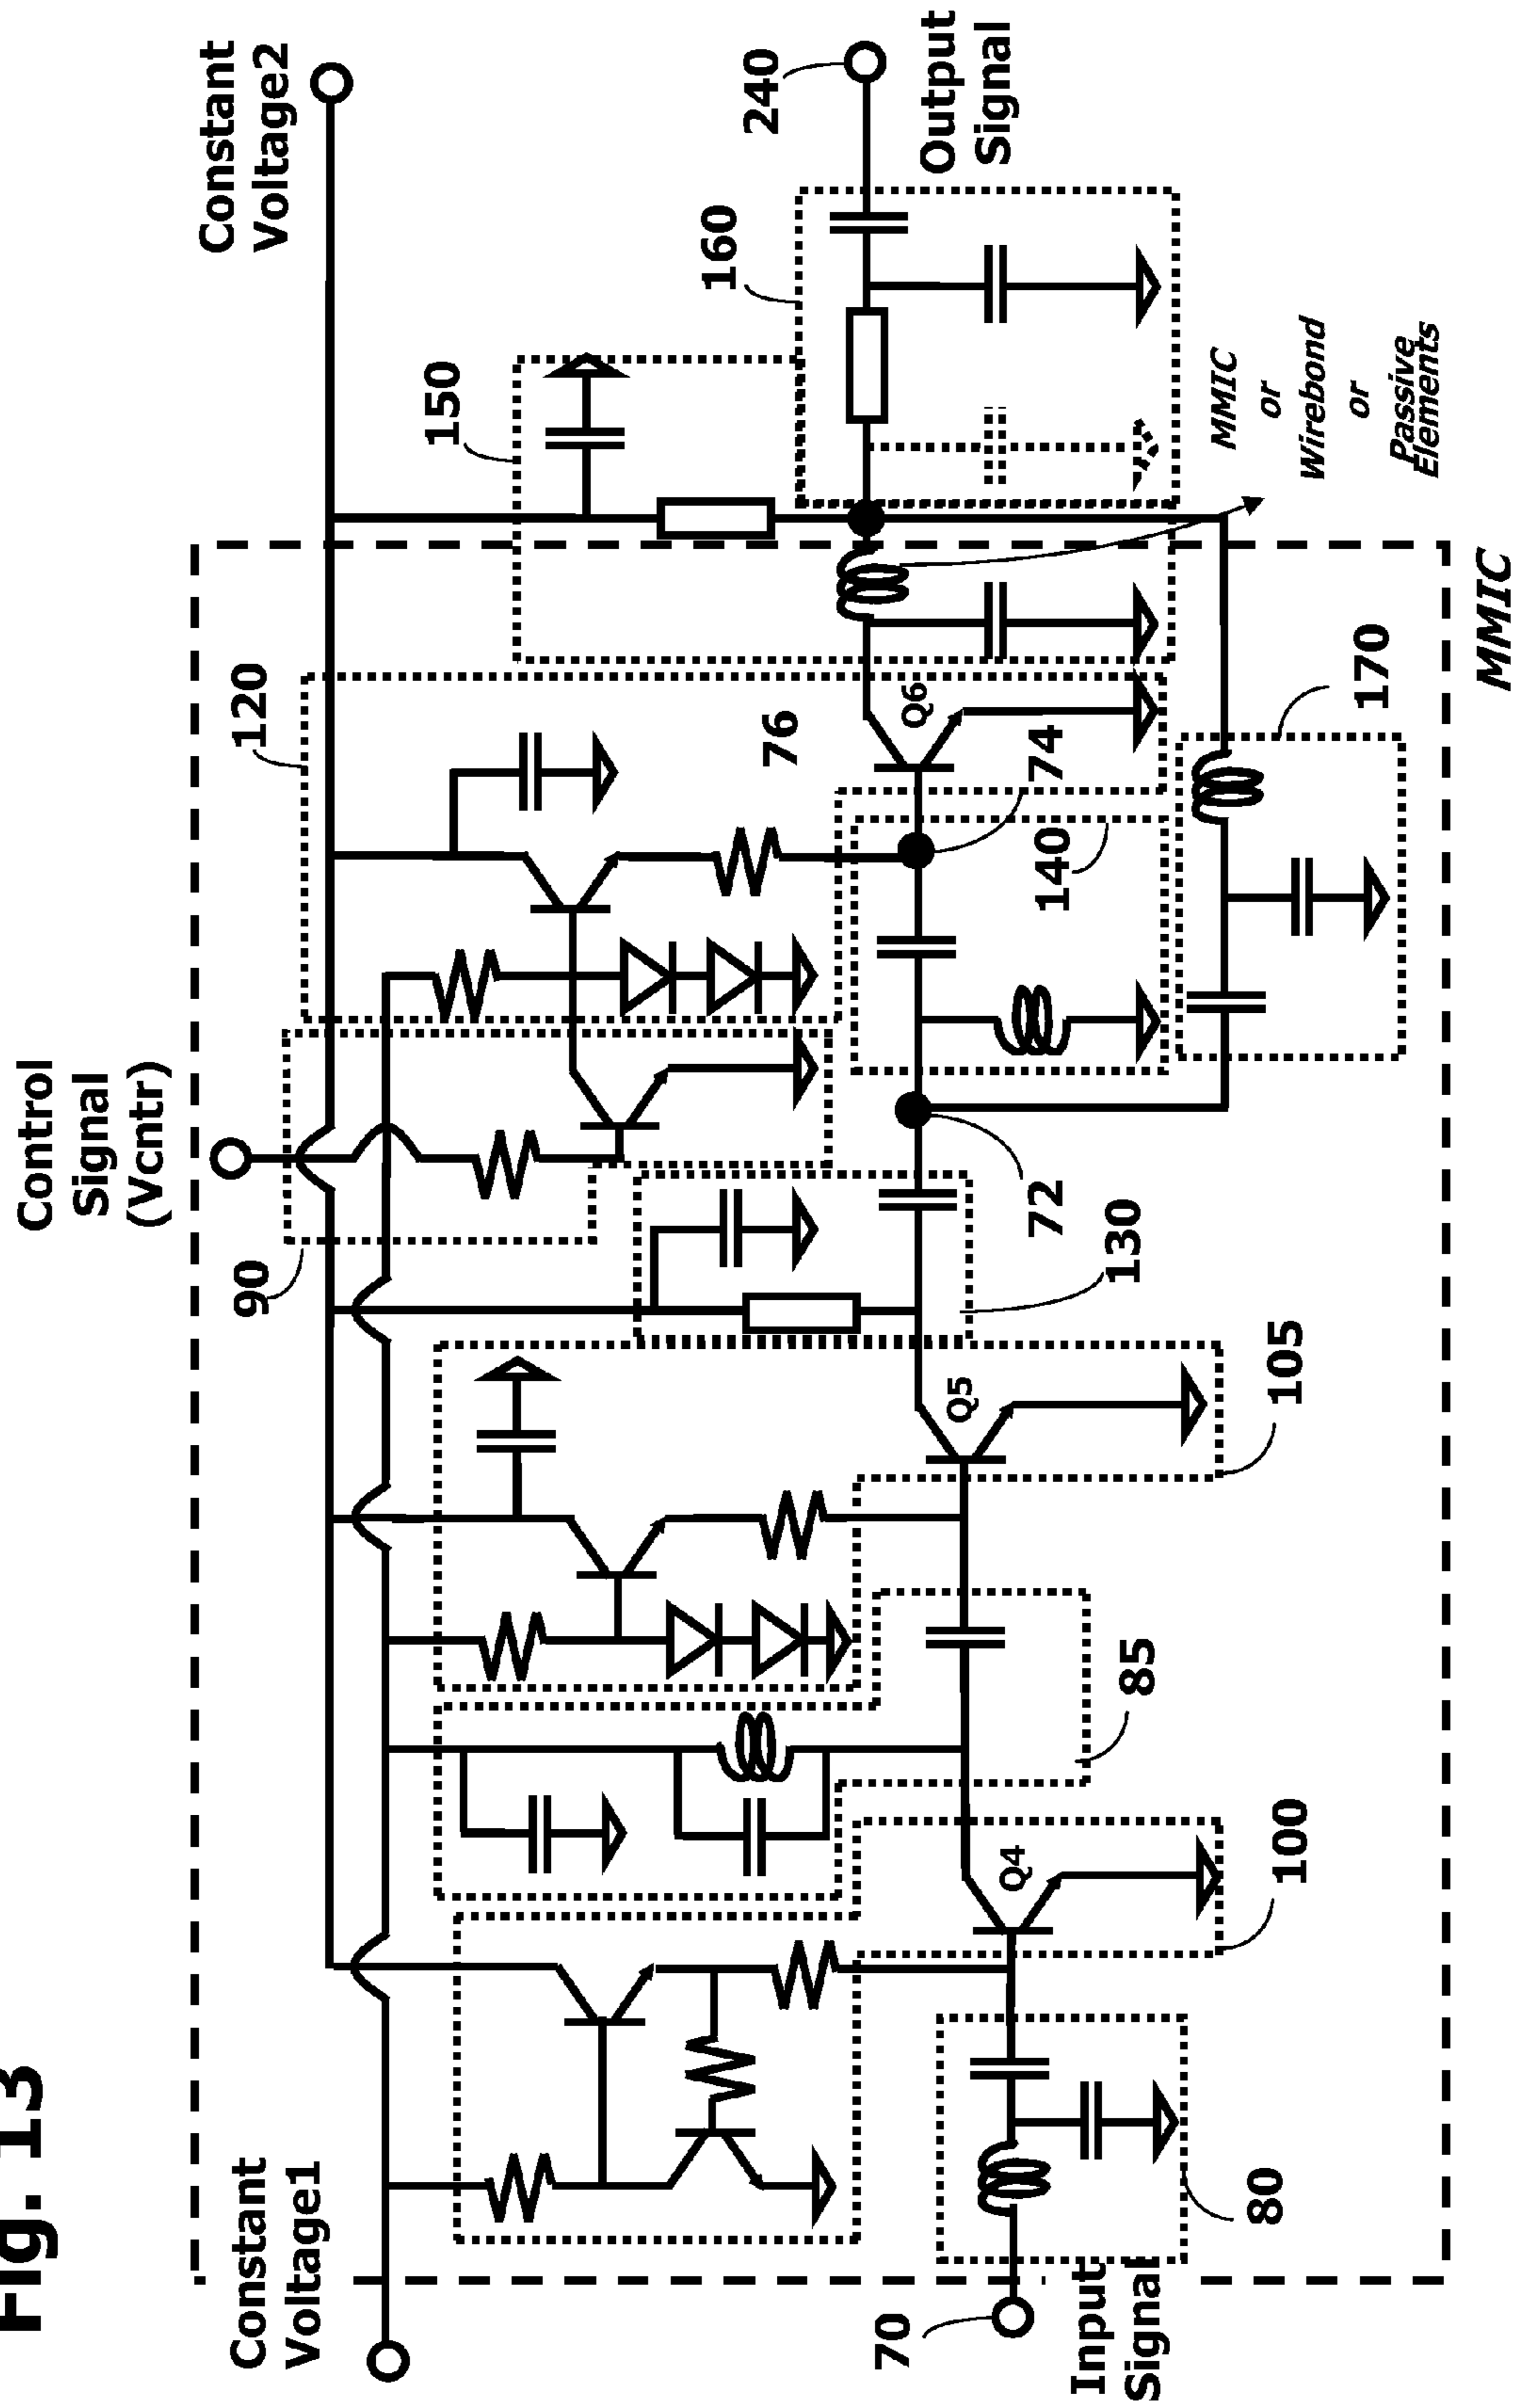 Fig. 13
Control
Signal
(Vcntr)
Constant
Voltage1
Constant
Voltage2
90
120
150
160
240
Output
Signal
76
Q6
74
140
170
72
130
Q5
105
85
Q4
100
80
70
Input
Signal
MMIC
or
Wirebond
or
Passive
Elements
MMIC